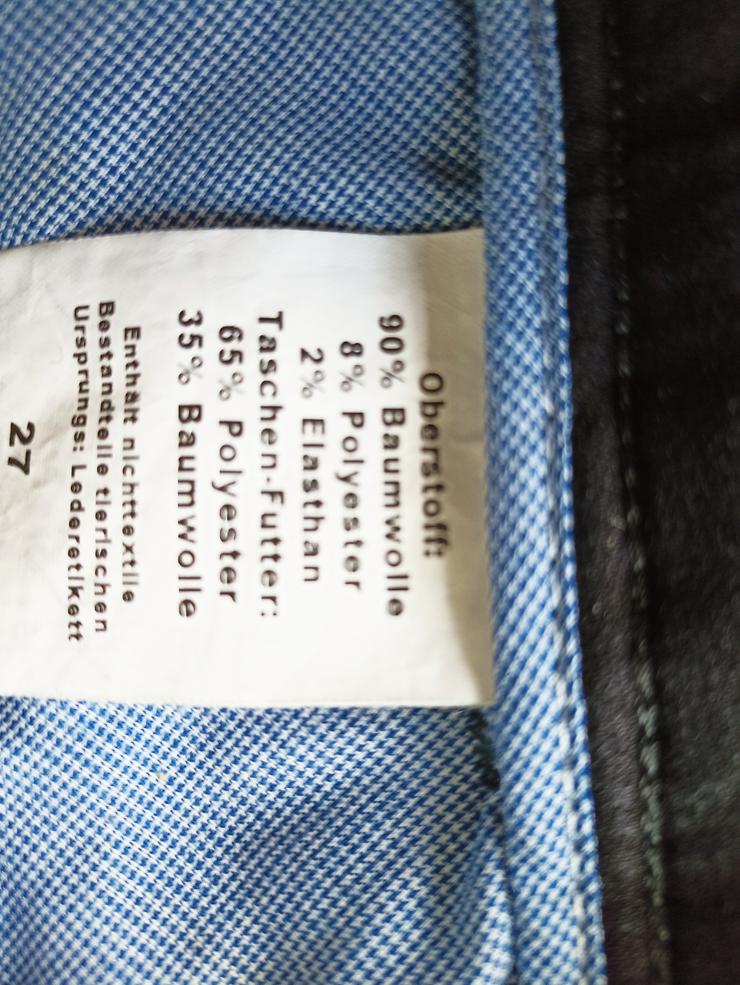 Oberstoff:
90% Baumwolle
8% Polyester
2% Elasthan
Taschen-Futter:
65% Polyester
35% Baumwolle
Enthält nichttextile
Bestandteile tierischen
Ursprungs: Lederetikett
27